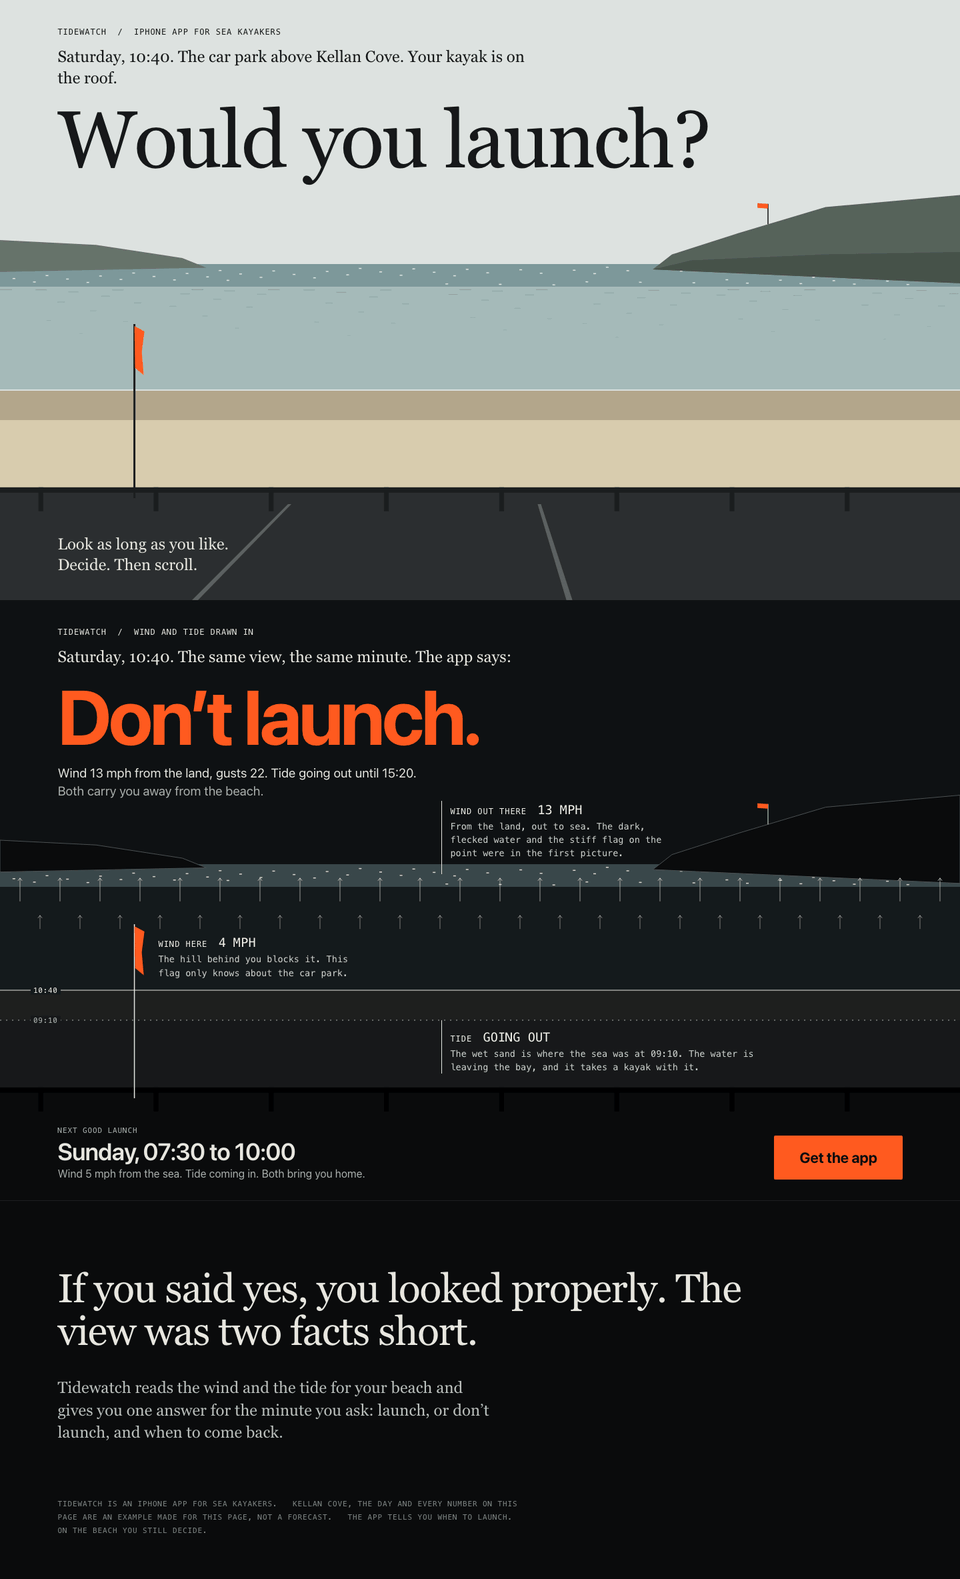 TIDEWATCH / IPHONE APP FOR SEA KAYAKERS
Saturday, 10:40. The car park above Kellan Cove. Your kayak is on
the roof.
Would you launch?
Look as long as you like.
Decide. Then scroll.
TIDEWATCH / WIND AND TIDE DRAWN IN
Saturday, 10:40. The same view, the same minute. The app says:
Don’t launch.
Wind 13 mph from the land, gusts 22. Tide going out until 15:20.
Both carry you away from the beach.
WIND OUT THERE 13 MPH
From the land, out to sea. The dark,
flecked water and the stiff flag on the
point were in the first picture.
WIND HERE 4 MPH
The hill behind you blocks it. This
flag only knows about the car park.
10:40
09:10
TIDE GOING OUT
The wet sand is where the sea was at 09:10. The water is
leaving the bay, and it takes a kayak with it.
NEXT GOOD LAUNCH
Sunday, 07:30 to 10:00
Wind 5 mph from the sea. Tide coming in. Both bring you home.
Get the app
If you said yes, you looked properly. The
view was two facts short.
Tidewatch reads the wind and the tide for your beach and
gives you one answer for the minute you ask: launch, or don’t
launch, and when to come back.
TIDEWATCH IS AN IPHONE APP FOR SEA KAYAKERS. KELLAN COVE, THE DAY AND EVERY NUMBER ON THIS
PAGE ARE AN EXAMPLE MADE FOR THIS PAGE, NOT A FORECAST. THE APP TELLS YOU WHEN TO LAUNCH.
ON THE BEACH YOU STILL DECIDE.